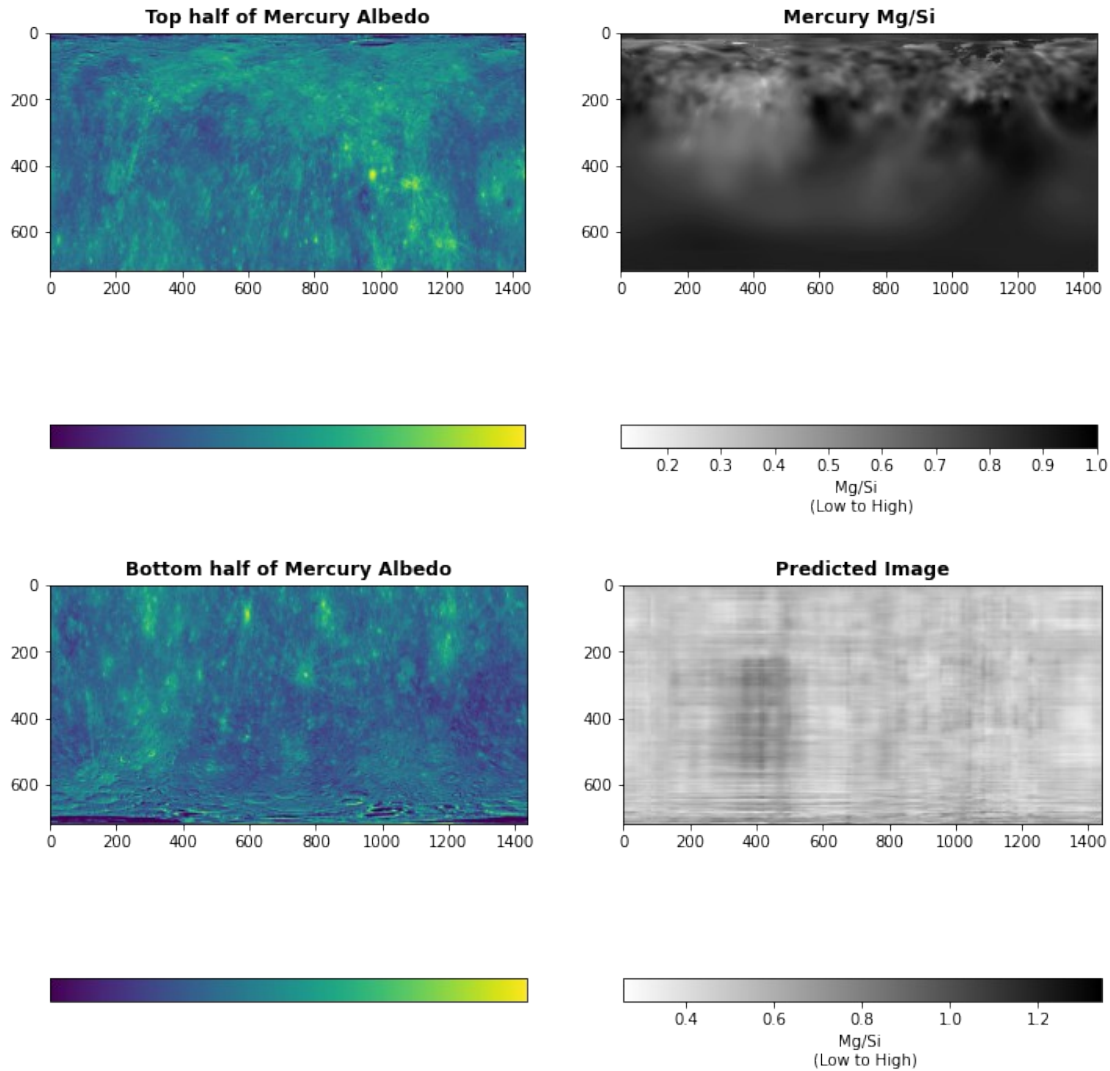 Top half of Mercury Albedo
0
200
400
600
0 200 400 600 800 1000 1200 1400
Mercury Mg/Si
0
200
400
600
0 200 400 600 800 1000 1200 1400
0.2 0.3 0.4 0.5 0.6 0.7 0.8 0.9 1.0
Mg/Si
(Low to High)
Bottom half of Mercury Albedo
0
200
400
600
0 200 400 600 800 1000 1200 1400
Predicted Image
0
200
400
600
0 200 400 600 800 1000 1200 1400
0.4 0.6 0.8 1.0 1.2
Mg/Si
(Low to High)